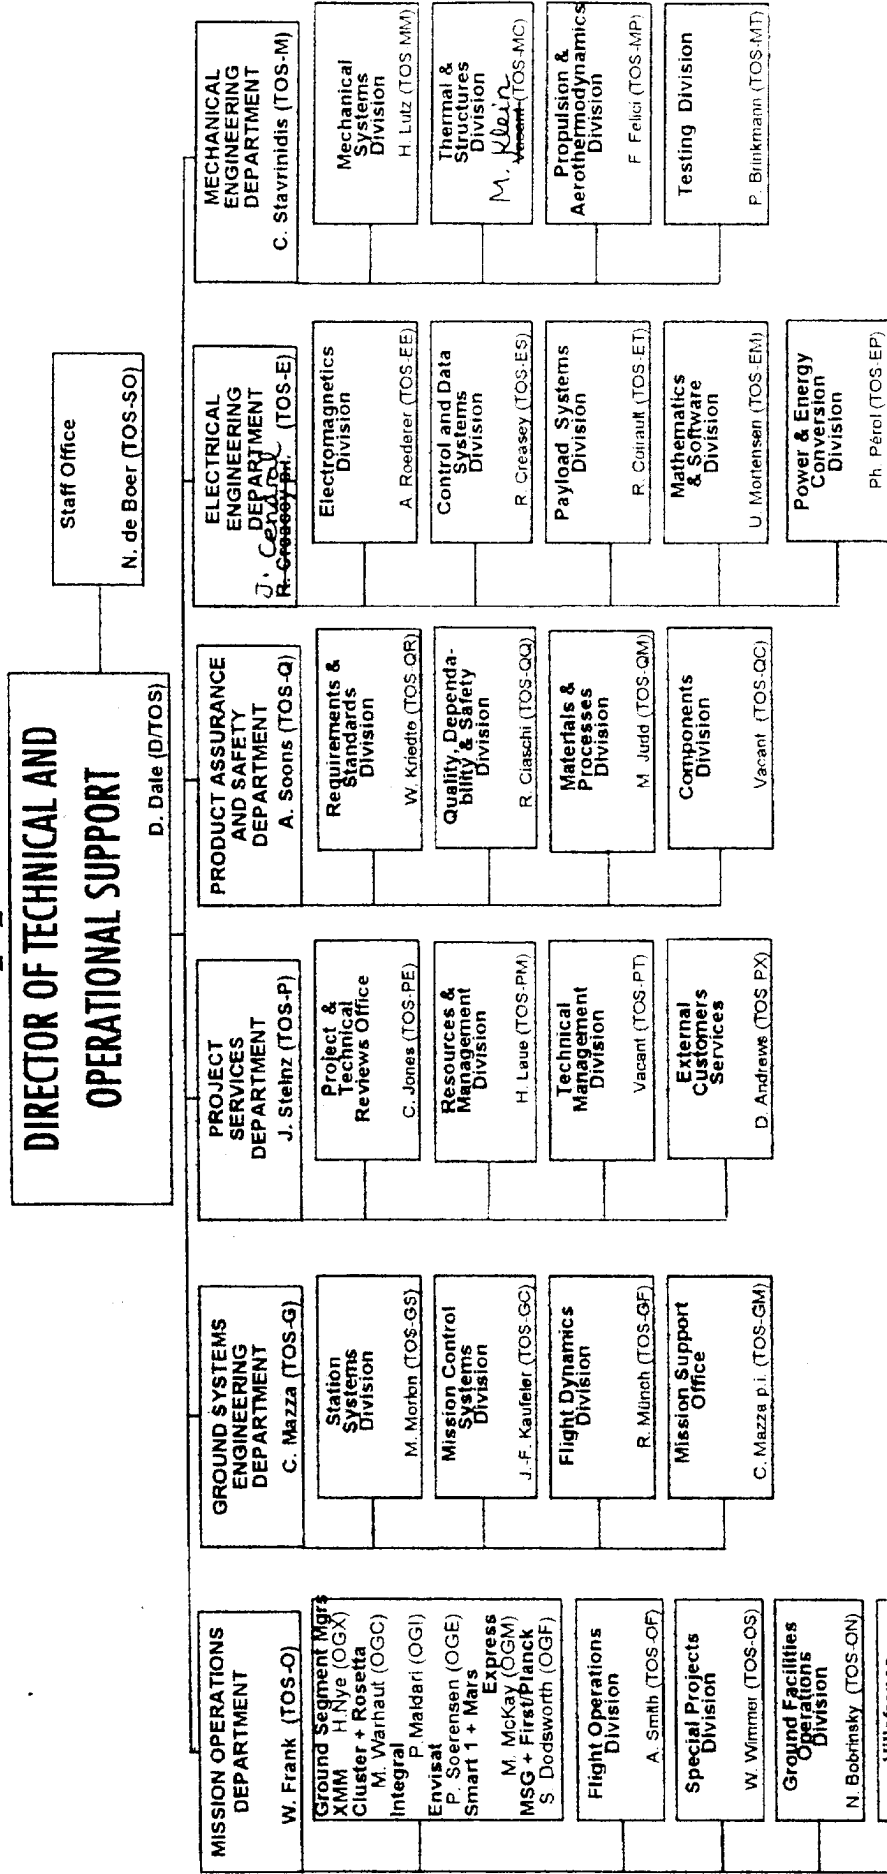 DIRECTOR OF TECHNICAL AND
OPERATIONAL SUPPORT
D. Dale (D/TOS)
Staff Office
N. de Boer (TOS-SO)
MISSION OPERATIONS
DEPARTMENT
W. Frank (TOS-O)
Ground Segment Mgrs
XMM H.Nye (OGX)
Cluster + Rosetta
M. Warhaut (OGC)
Integral
P. Maldari (OGI)
Envisat
P. Soerensen (OGE)
Smart 1 + Mars
Express
M. McKay (OGM)
MSG + First/Planck
S. Dodsworth (OGF)
Flight Operations
Division
A. Smith (TOS-OF)
Special Projects
Division
W. Wimmer (TOS-OS)
Ground Facilities
Operations
Division
N. Bobrinsky (TOS-ON)
GROUND SYSTEMS
ENGINEERING
DEPARTMENT
C. Mazza (TOS-G)
Station
Systems
Division
M. Morton (TOS-GS)
Mission Control
Systems
Division
J.-F. Kaufeler (TOS-GC)
Flight Dynamics
Division
R. Münch (TOS-GF)
Mission Support
Office
C. Mazza p.i. (TOS-GM)
PROJECT
SERVICES
DEPARTMENT
J. Steinz (TOS-P)
Project &
Technical
Reviews Office
C. Jones (TOS-PE)
Resources &
Management
Division
H. Laue (TOS-PM)
Technical
Management
Division
Vacant (TOS-PT)
External
Customers
Services
D. Andrews (TOS PX)
PRODUCT ASSURANCE
AND SAFETY
DEPARTMENT
A. Soons (TOS-Q)
Requirements &
Standards
Division
W. Kriedte (TOS-QR)
Quality, Dependa-
bility & Safety
Division
R. Ciaschi (TOS-QQ)
Materials &
Processes
Division
M. Judd (TOS-QM)
Components
Division
Vacant (TOS-QC)
ELECTRICAL
ENGINEERING
DEPARTMENT
J. Cendral
R. Creasey p.i. (TOS-E)
Electromagnetics
Division
A. Roederer (TOS-EE)
Control and Data
Systems
Division
R. Creasey (TOS-ES)
Payload Systems
Division
R. Coirault (TOS-ET)
Mathematics
& Software
Division
U. Mortensen (TOS-EM)
Power & Energy
Conversion
Division
Ph. Pérol (TOS-EP)
MECHANICAL
ENGINEERING
DEPARTMENT
C. Stavrinidis (TOS-M)
Mechanical
Systems
Division
H. Lutz (TOS MM)
Thermal &
Structures
Division
M. Klein
Vacant (TOS-MC)
Propulsion &
Aerothermodynamics
Division
F. Felici (TOS-MP)
Testing Division
P. Brinkmann (TOS-MT)